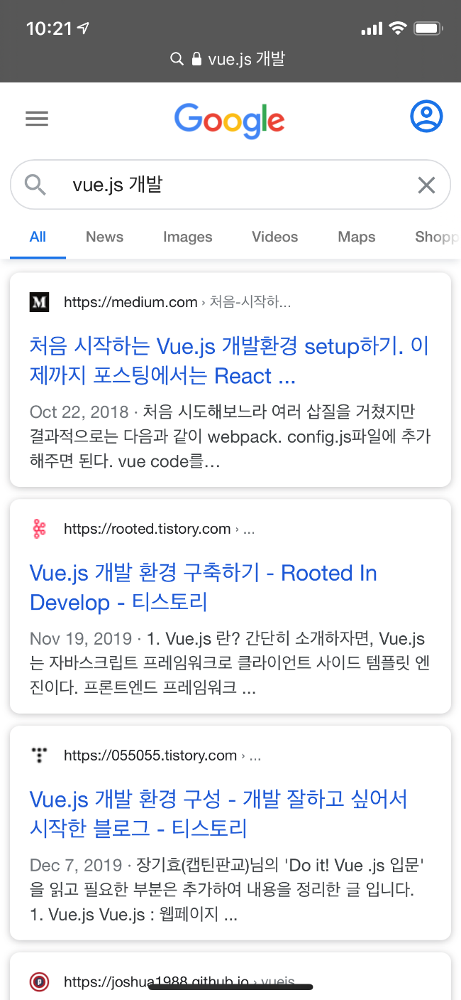 10:21
vue.js 개발
Google
vue.js 개발
All News Images Videos Maps Shopp
M https://medium.com › 처음-시작하...
처음 시작하는 Vue.js 개발환경 setup하기. 이
제까지 포스팅에서는 React ...
Oct 22, 2018 · 처음 시도해보느라 여러 삽질을 거쳤지만
결과적으로는 다음과 같이 webpack. config.js파일에 추가
해주면 된다. vue code를...
https://rooted.tistory.com › ...
Vue.js 개발 환경 구축하기 - Rooted In
Develop - 티스토리
Nov 19, 2019 · 1. Vue.js 란? 간단히 소개하자면, Vue.js
는 자바스크립트 프레임워크로 클라이언트 사이드 템플릿 엔
진이다. 프론트엔드 프레임워크 ...
https://055055.tistory.com › ...
Vue.js 개발 환경 구성 - 개발 잘하고 싶어서
시작한 블로그 - 티스토리
Dec 7, 2019 · 장기효(캡틴판교)님의 'Do it! Vue .js 입문'
을 읽고 필요한 부분은 추가하여 내용을 정리한 글 입니다.
1. Vue.js Vue.js : 웹페이지 ...
P https://joshua1988.github.io › vuejs